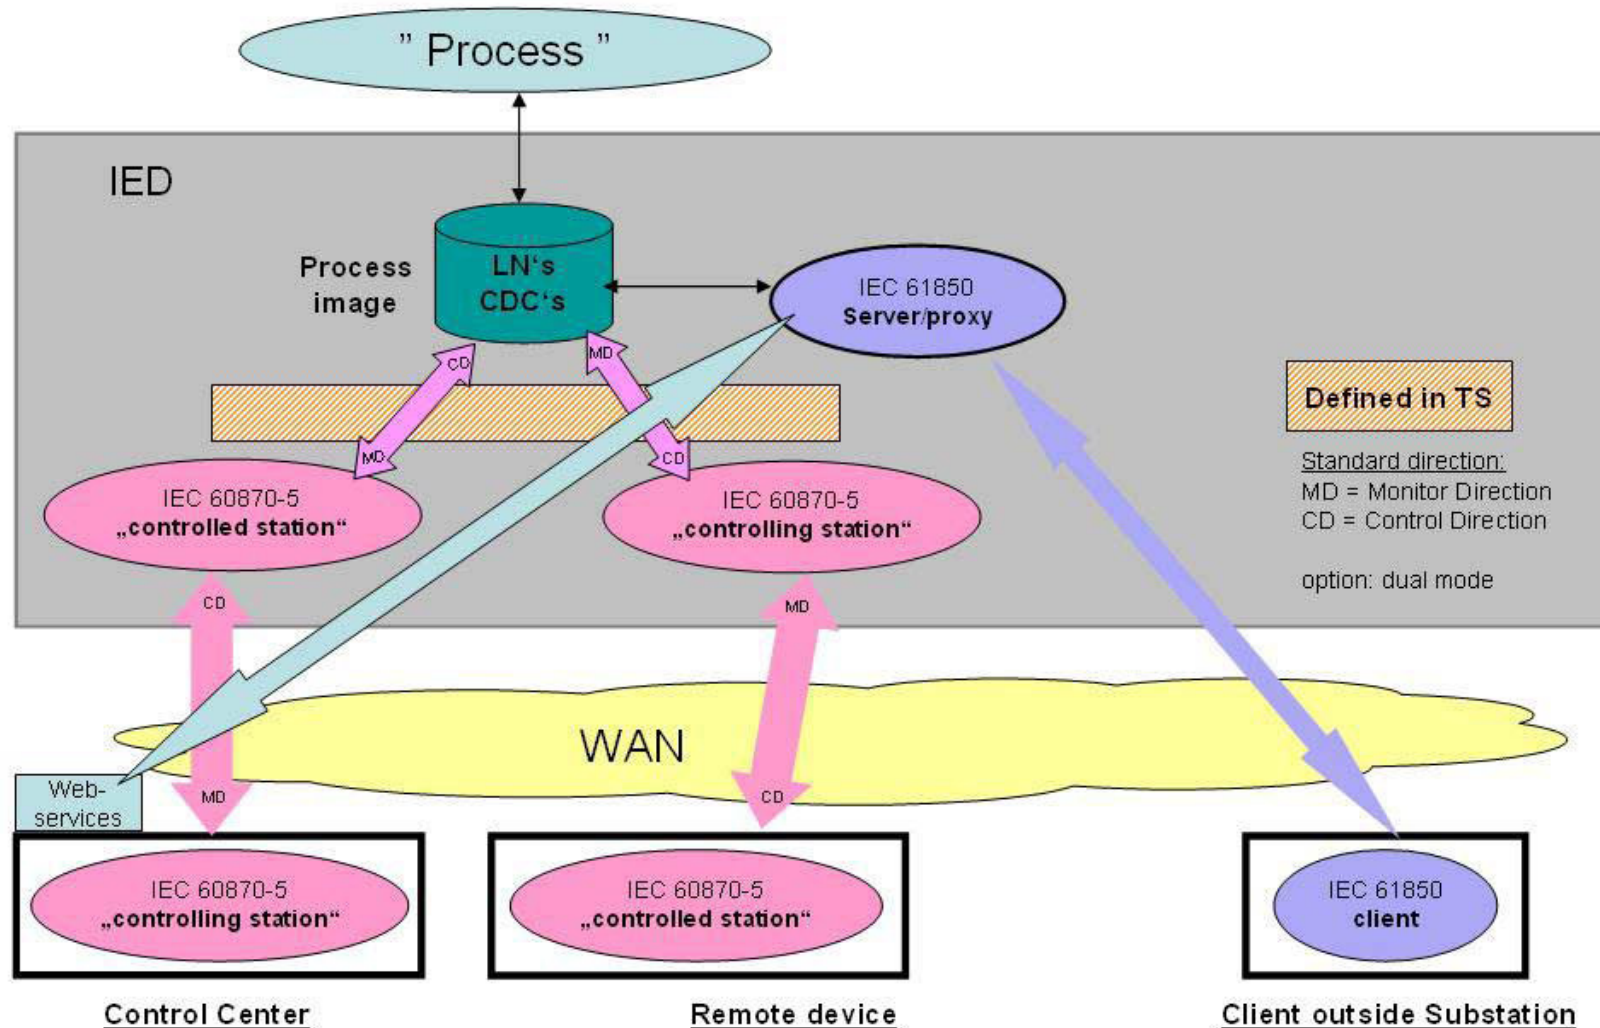 ” Process ”
IED
Process
image
LN‘s
CDC‘s
IEC 61850
Server/proxy
CD
MD
MD
CD
Defined in TS
Standard direction:
MD = Monitor Direction
CD = Control Direction
option: dual mode
IEC 60870-5
„controlled station“
IEC 60870-5
„controlling station“
CD
MD
WAN
Web-
services
MD
CD
IEC 60870-5
„controlling station“
IEC 60870-5
„controlled station“
IEC 61850
client
Control Center
Remote device
Client outside Substation